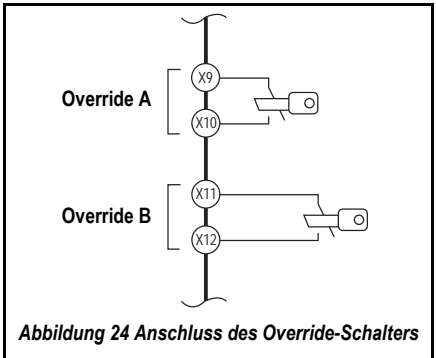 X9
Override A
X10
X11
Override B
X12
Abbildung 24 Anschluss des Override-Schalters